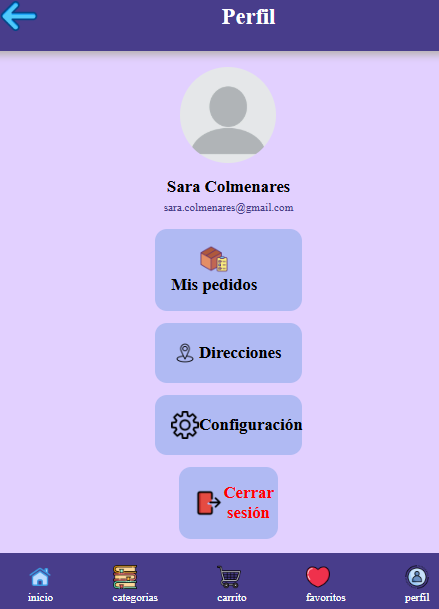 Perfil
Sara Colmenares
sara.colmenares@gmail.com
Mis pedidos
Direcciones
Configuración
Cerrar
sesión
inicio
categorias
carrito
favoritos
perfil